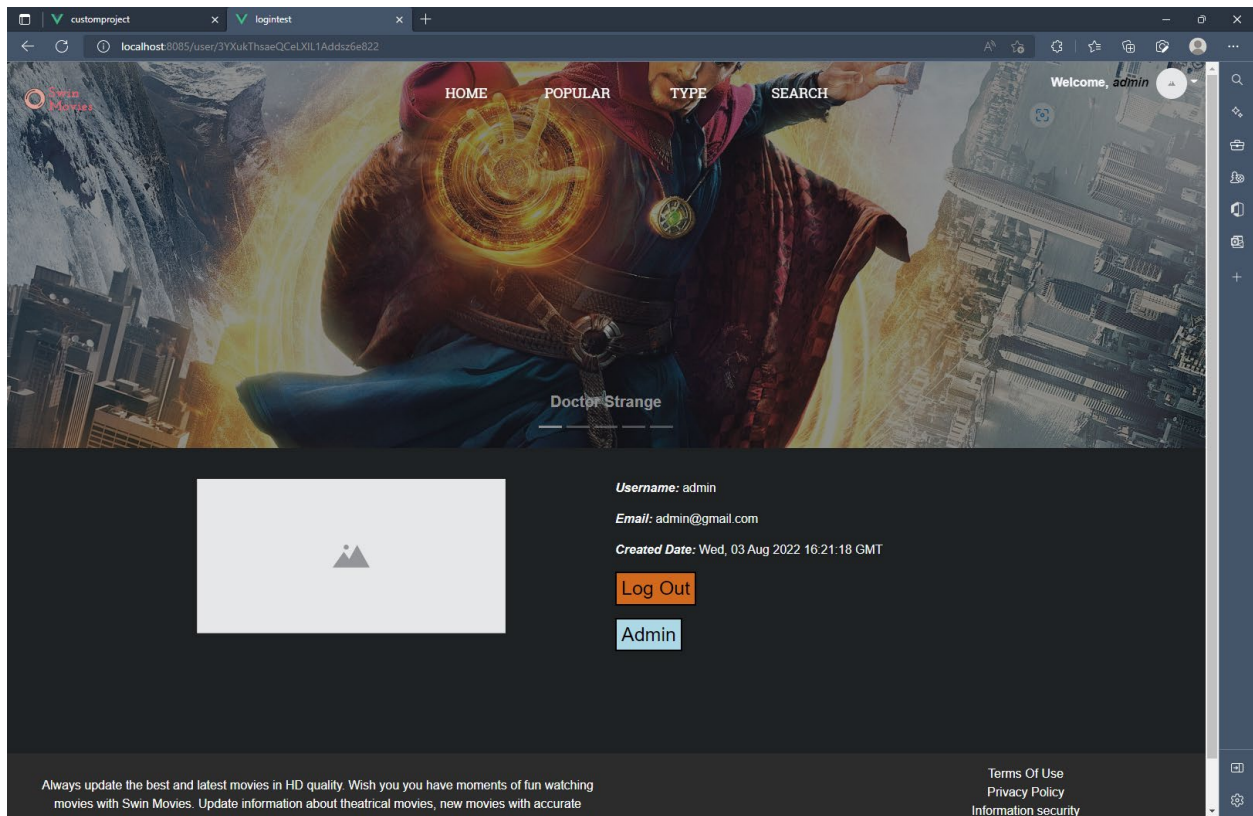 customproject
logintest
localhost:8085/user/3YXukThsaeQCeLXIL1Addsz6e822
Swin
Movies
HOME
POPULAR
TYPE
SEARCH
Welcome, admin
Doctor Strange
Username: admin
Email: admin@gmail.com
Created Date: Wed, 03 Aug 2022 16:21:18 GMT
Log Out
Admin
Always update the best and latest movies in HD quality. Wish you you have moments of fun watching
movies with Swin Movies. Update information about theatrical movies, new movies with accurate
Terms Of Use
Privacy Policy
Information security